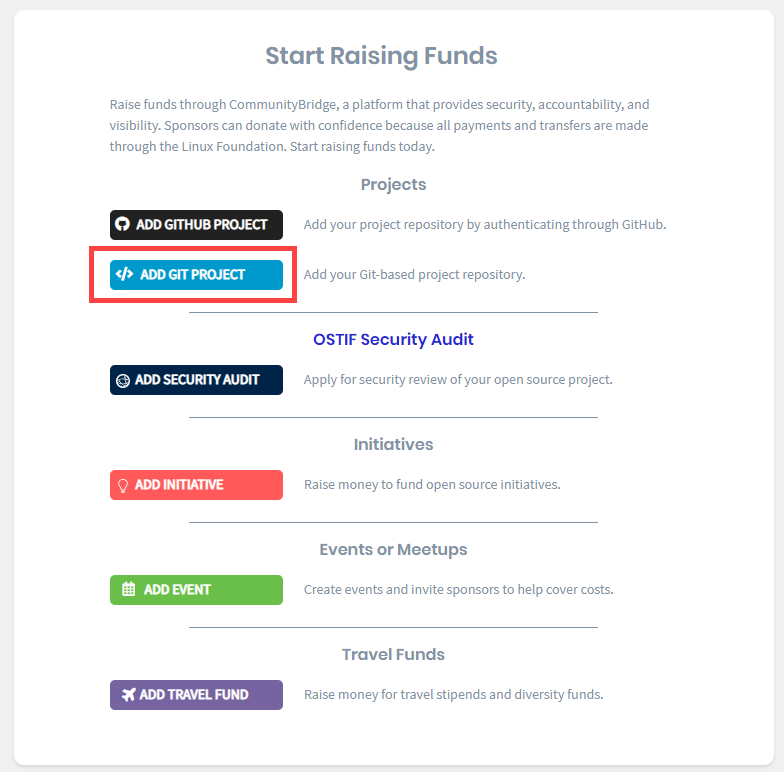 Start Raising Funds
Raise funds through CommunityBridge, a platform that provides security, accountability, and
visibility. Sponsors can donate with confidence because all payments and transfers are made
through the Linux Foundation. Start raising funds today.
Projects
ADD GITHUB PROJECT Add your project repository by authenticating through GitHub.
ADD GIT PROJECT Add your Git-based project repository.
OSTIF Security Audit
ADD SECURITY AUDIT Apply for security review of your open source project.
Initiatives
ADD INITIATIVE Raise money to fund open source initiatives.
Events or Meetups
ADD EVENT Create events and invite sponsors to help cover costs.
Travel Funds
ADD TRAVEL FUND Raise money for travel stipends and diversity funds.